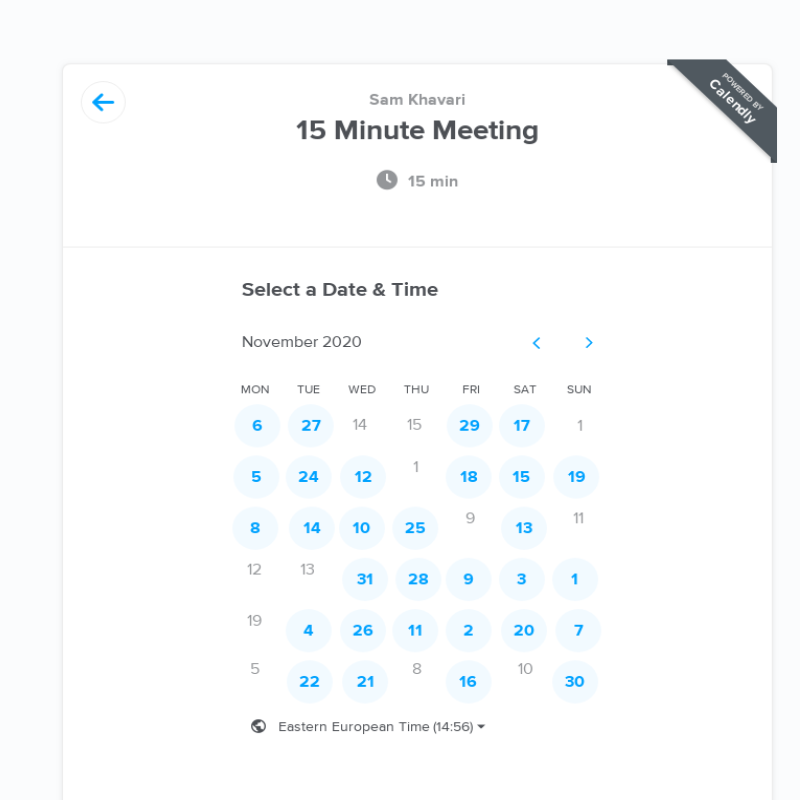 Sam Khavari
15 Minute Meeting
15 min
POWERED BY
Calendly
Select a Date & Time
November 2020
MON TUE WED THU FRI SAT SUN
6 27 14 15 29 17 1
5 24 12 1 18 15 19
8 14 10 25 9 13 11
12 13 31 28 9 3 1
19 4 26 11 2 20 7
5 22 21 8 16 10 30
Eastern European Time (14:56)